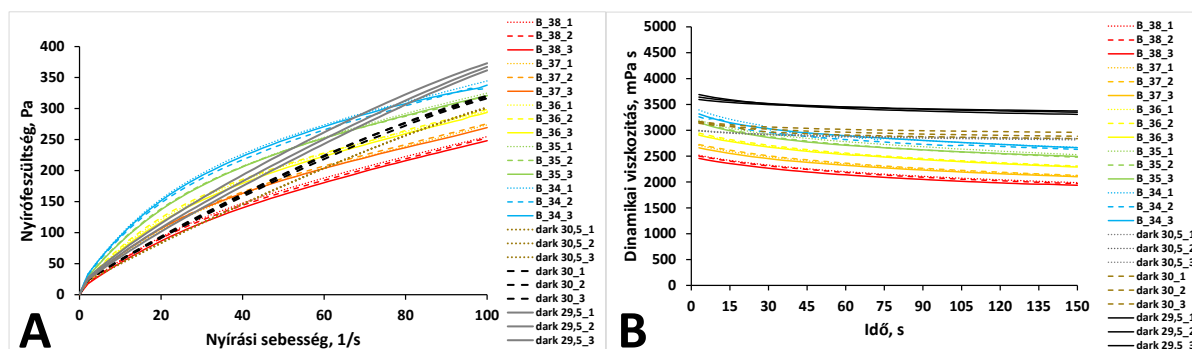 Nyírófeszültség, Pa
400
350
300
250
200
150
100
50
0
0
20
40
60
80
100
Nyírási sebesség, 1/s
A
B_38_1
B_38_2
B_38_3
B_37_1
B_37_2
B_37_3
B_36_1
B_36_2
B_36_3
B_35_1
B_35_2
B_35_3
B_34_1
B_34_2
B_34_3
dark 30,5_1
dark 30,5_2
dark 30,5_3
dark 30_1
dark 30_2
dark 30_3
dark 29,5_1
dark 29,5_2
dark 29,5_3
Dinamikai viszkozitás, mPa s
5000
4500
4000
3500
3000
2500
2000
1500
1000
500
0
0
15
30
45
60
75
90
105
120
135
150
Idő, s
B
B_38_1
B_38_2
B_38_3
B_37_1
B_37_2
B_37_3
B_36_1
B_36_2
B_36_3
B_35_1
B_35_2
B_35_3
B_34_1
B_34_2
B_34_3
dark 30,5_1
dark 30,5_2
dark 30,5_3
dark 30_1
dark 30_2
dark 30_3
dark 29,5_1
dark 29,5_2
dark 29,5_3